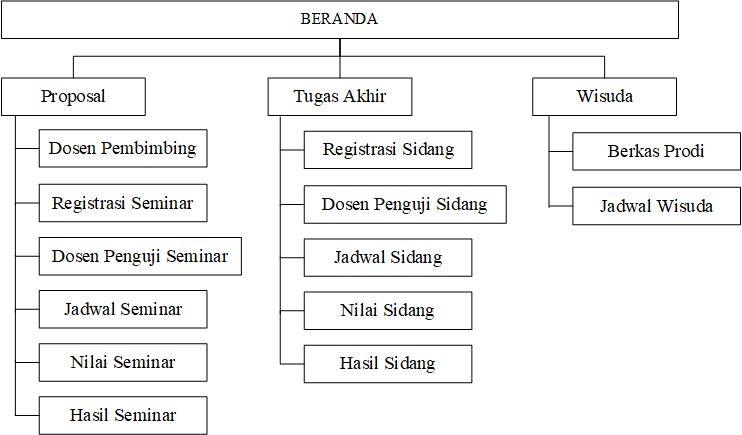 BERANDA
Proposal
Dosen Pembimbing
Registrasi Seminar
Dosen Penguji Seminar
Jadwal Seminar
Nilai Seminar
Hasil Seminar
Tugas Akhir
Registrasi Sidang
Dosen Penguji Sidang
Jadwal Sidang
Nilai Sidang
Hasil Sidang
Wisuda
Berkas Prodi
Jadwal Wisuda